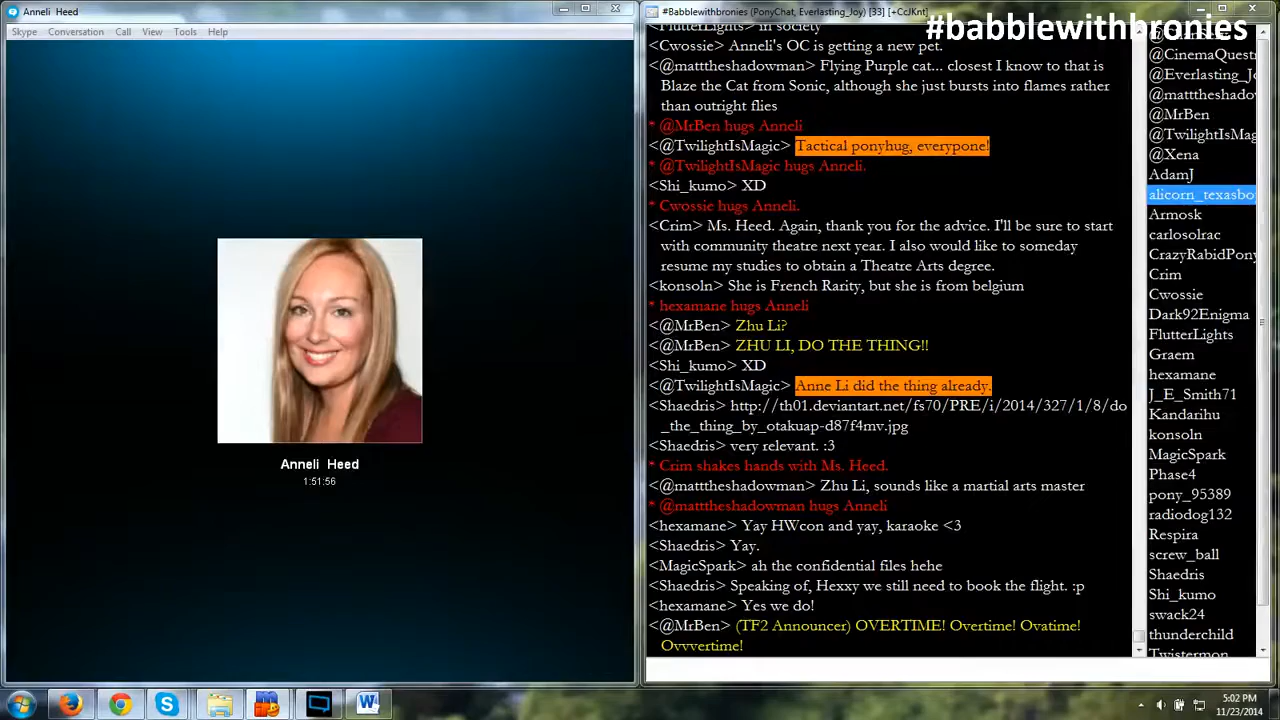 Anneli Heed
Skype Conversation Call View Tools Help
Anneli Heed
1:51:56
#Babblewithbronies (PonyChat, Everlasting_Joy) [33] [+CcJKnt]
#babblewithbronies
<FlutterLights> in society
<Cwossie> Anneli's OC is getting a new pet.
<@matttheshadowman> Flying Purple cat... closest I know to that is
Blaze the Cat from Sonic, although she just bursts into flames rather
than outright flies
* @MrBen hugs Anneli
<@TwilightIsMagic> Tactical ponyhug, everypone!
* @TwilightIsMagic hugs Anneli.
<Shi_kumo> XD
* Cwossie hugs Anneli.
<Crim> Ms. Heed. Again, thank you for the advice. I'll be sure to start
with community theatre next year. I also would like to someday
resume my studies to obtain a Theatre Arts degree.
<konsoln> She is French Rarity, but she is from belgium
* hexamane hugs Anneli
<@MrBen> Zhu Li?
<@MrBen> ZHU LI, DO THE THING!!
<Shi_kumo> XD
<@TwilightIsMagic> Anne Li did the thing already.
<Shaedris> http://th01.deviantart.net/fs70/PRE/i/2014/327/1/8/do
_the_thing_by_otakuap-d87f4mv.jpg
<Shaedris> very relevant. :3
* Crim shakes hands with Ms. Heed.
<@matttheshadowman> Zhu Li, sounds like a martial arts master
* @matttheshadowman hugs Anneli
<hexamane> Yay HWcon and yay, karaoke <3
<Shaedris> Yay.
<MagicSpark> ah the confidential files hehe
<Shaedris> Speaking of, Hexxy we still need to book the flight. :p
<hexamane> Yes we do!
<@MrBen> (TF2 Announcer) OVERTIME! Overtime! Ovatime!
Ovvvertime!
@CinemaQuest
@Everlasting_Jo
@matttheshadow
@MrBen
@TwilightIsMag
@Xena
AdamJ
alicorn_texasbo
Armosk
carlosolrac
CrazyRabidPony
Crim
Cwossie
Dark92Enigma
FlutterLights
Graem
hexamane
J_E_Smith71
Kandarihu
konsoln
MagicSpark
Phase4
pony_95389
radiodog132
Respira
screw_ball
Shaedris
Shi_kumo
swack24
thunderchild
Twistermon
5:02 PM
11/23/2014